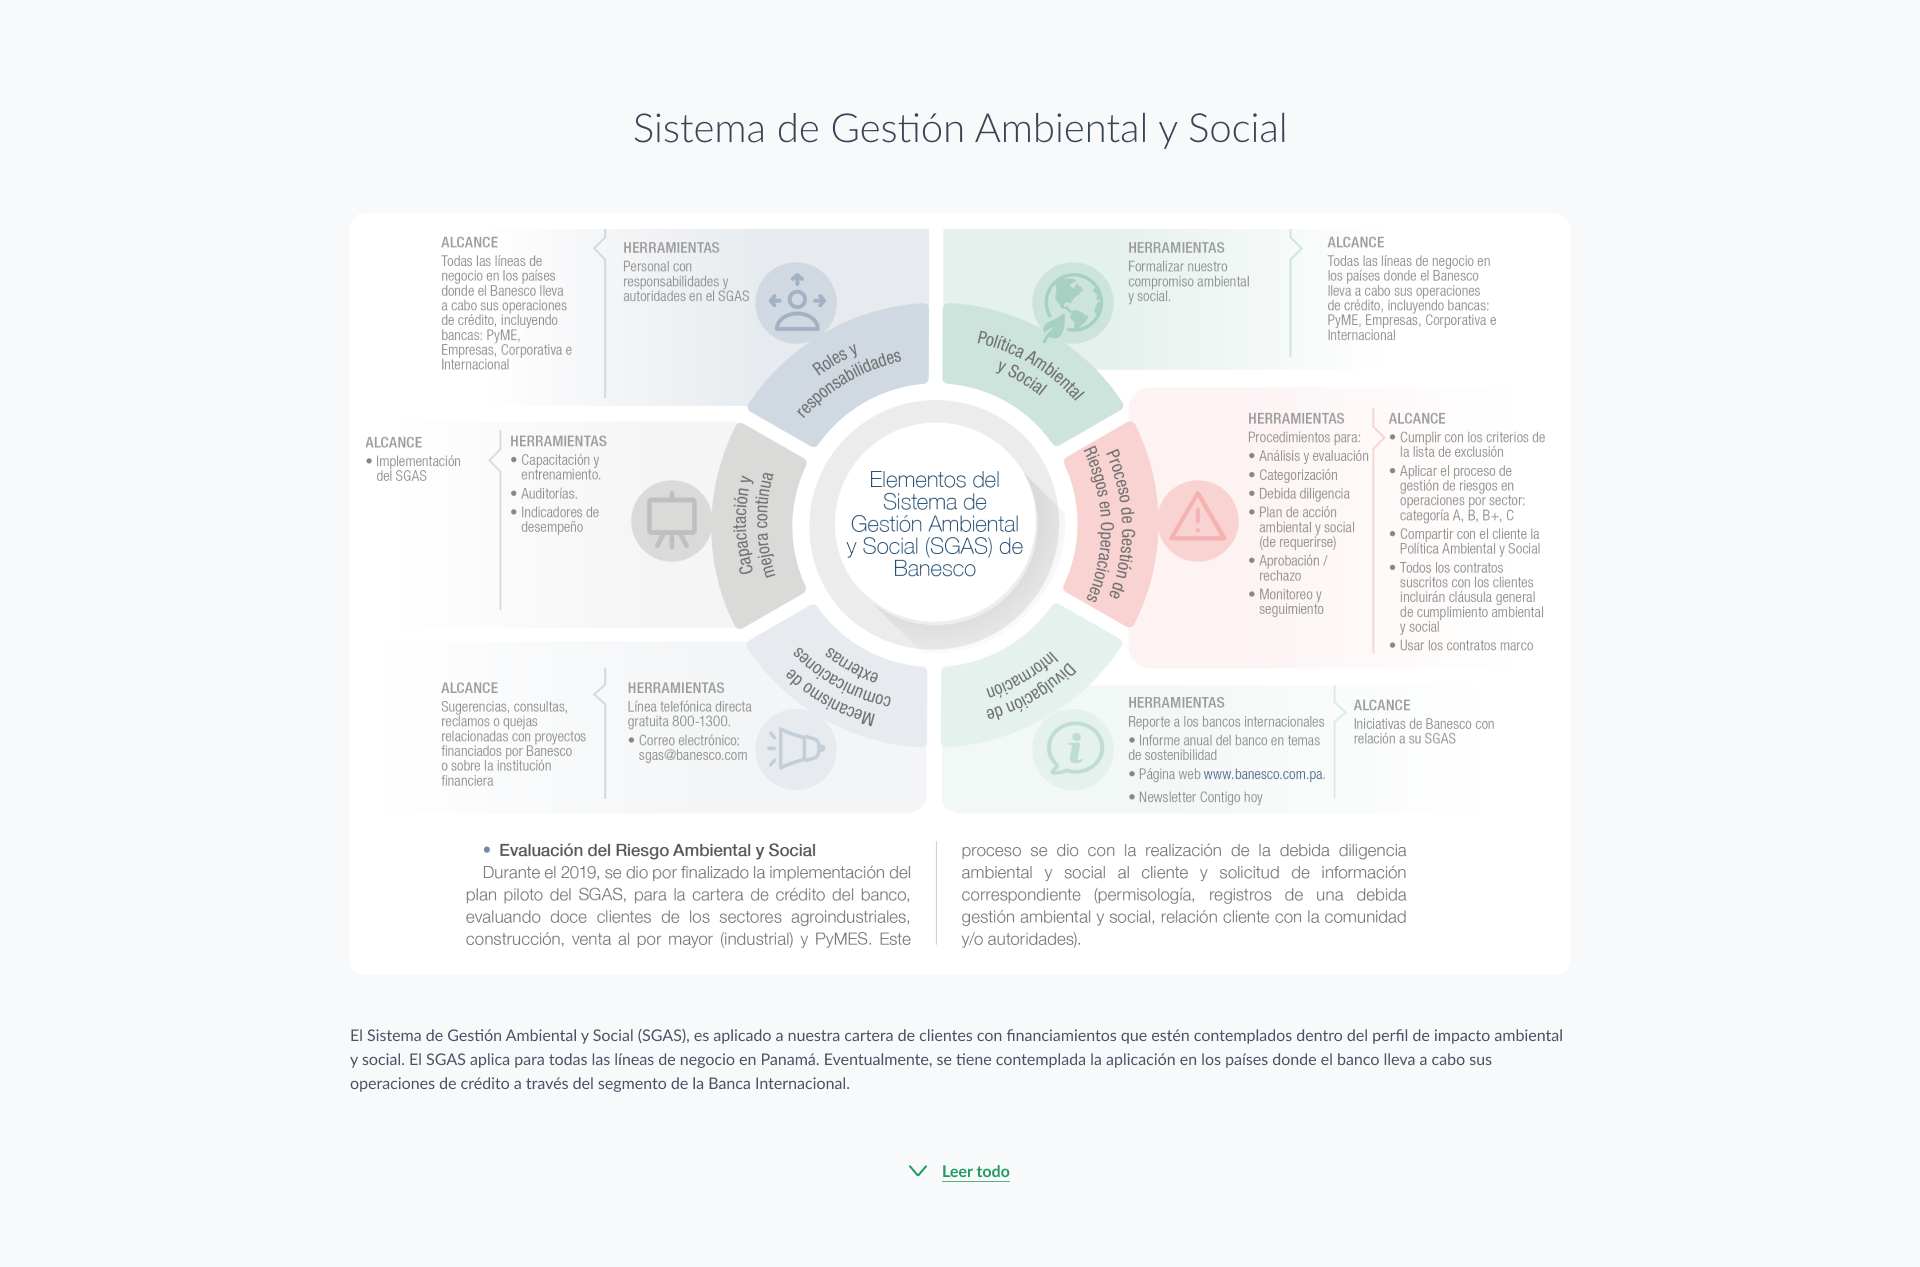 Sistema de Gestión Ambiental y Social
ALCANCE
Todas las líneas de
negocio en los países
donde el Banesco lleva
a cabo sus operaciones
de crédito, incluyendo
bancas: PyME,
Empresas, Corporativa e
Internacional
HERRAMIENTAS
Personal con
responsabilidades y
autoridades en el SGAS
Roles y
responsabilidades
Política Ambiental
y Social
HERRAMIENTAS
Formalizar nuestro
compromiso ambiental
y social.
ALCANCE
Todas las líneas de negocio en
los países donde el Banesco
lleva a cabo sus operaciones
de crédito, incluyendo bancas:
PyME, Empresas, Corporativa e
Internacional
ALCANCE
• Implementación
del SGAS
HERRAMIENTAS
• Capacitación y
entrenamiento.
• Auditorías.
• Indicadores de
desempeño
Capacitación y
mejora continua
Elementos del
Sistema de
Gestión Ambiental
y Social (SGAS) de
Banesco
Proceso de Gestión de
Riesgos en Operaciones
HERRAMIENTAS
Procedimientos para:
• Análisis y evaluación
• Categorización
• Debida diligencia
• Plan de acción
ambiental y social
(de requerirse)
• Aprobación /
rechazo
• Monitoreo y
seguimiento
ALCANCE
• Cumplir con los criterios de
la lista de exclusión
• Aplicar el proceso de
gestión de riesgos en
operaciones por sector:
categoría A, B, B+, C
• Compartir con el cliente la
Política Ambiental y Social
• Todos los contratos
suscritos con los clientes
incluirán cláusula general
de cumplimiento ambiental
y social
• Usar los contratos marco
ALCANCE
Sugerencias, consultas,
reclamos o quejas
relacionadas con proyectos
financiados por Banesco
o sobre la institución
financiera
HERRAMIENTAS
Línea telefónica directa
gratuita 800-1300.
• Correo electrónico:
sgas@banesco.com
Mecanismo de
comunicaciones
externas
Divulgación de
Información
HERRAMIENTAS
Reporte a los bancos internacionales
• Informe anual del banco en temas
de sostenibilidad
• Página web www.banesco.com.pa.
• Newsletter Contigo hoy
ALCANCE
Iniciativas de Banesco con
relación a su SGAS
• Evaluación del Riesgo Ambiental y Social
Durante el 2019, se dio por finalizado la implementación del
plan piloto del SGAS, para la cartera de crédito del banco,
evaluando doce clientes de los sectores agroindustriales,
construcción, venta al por mayor (industrial) y PyMES. Este
proceso se dio con la realización de la debida diligencia
ambiental y social al cliente y solicitud de información
correspondiente (permisología, registros de una debida
gestión ambiental y social, relación cliente con la comunidad
y/o autoridades).
El Sistema de Gestión Ambiental y Social (SGAS), es aplicado a nuestra cartera de clientes con financiamientos que estén contemplados dentro del perfil de impacto ambiental
y social. El SGAS aplica para todas las líneas de negocio en Panamá. Eventualmente, se tiene contemplada la aplicación en los países donde el banco lleva a cabo sus
operaciones de crédito a través del segmento de la Banca Internacional.
Leer todo